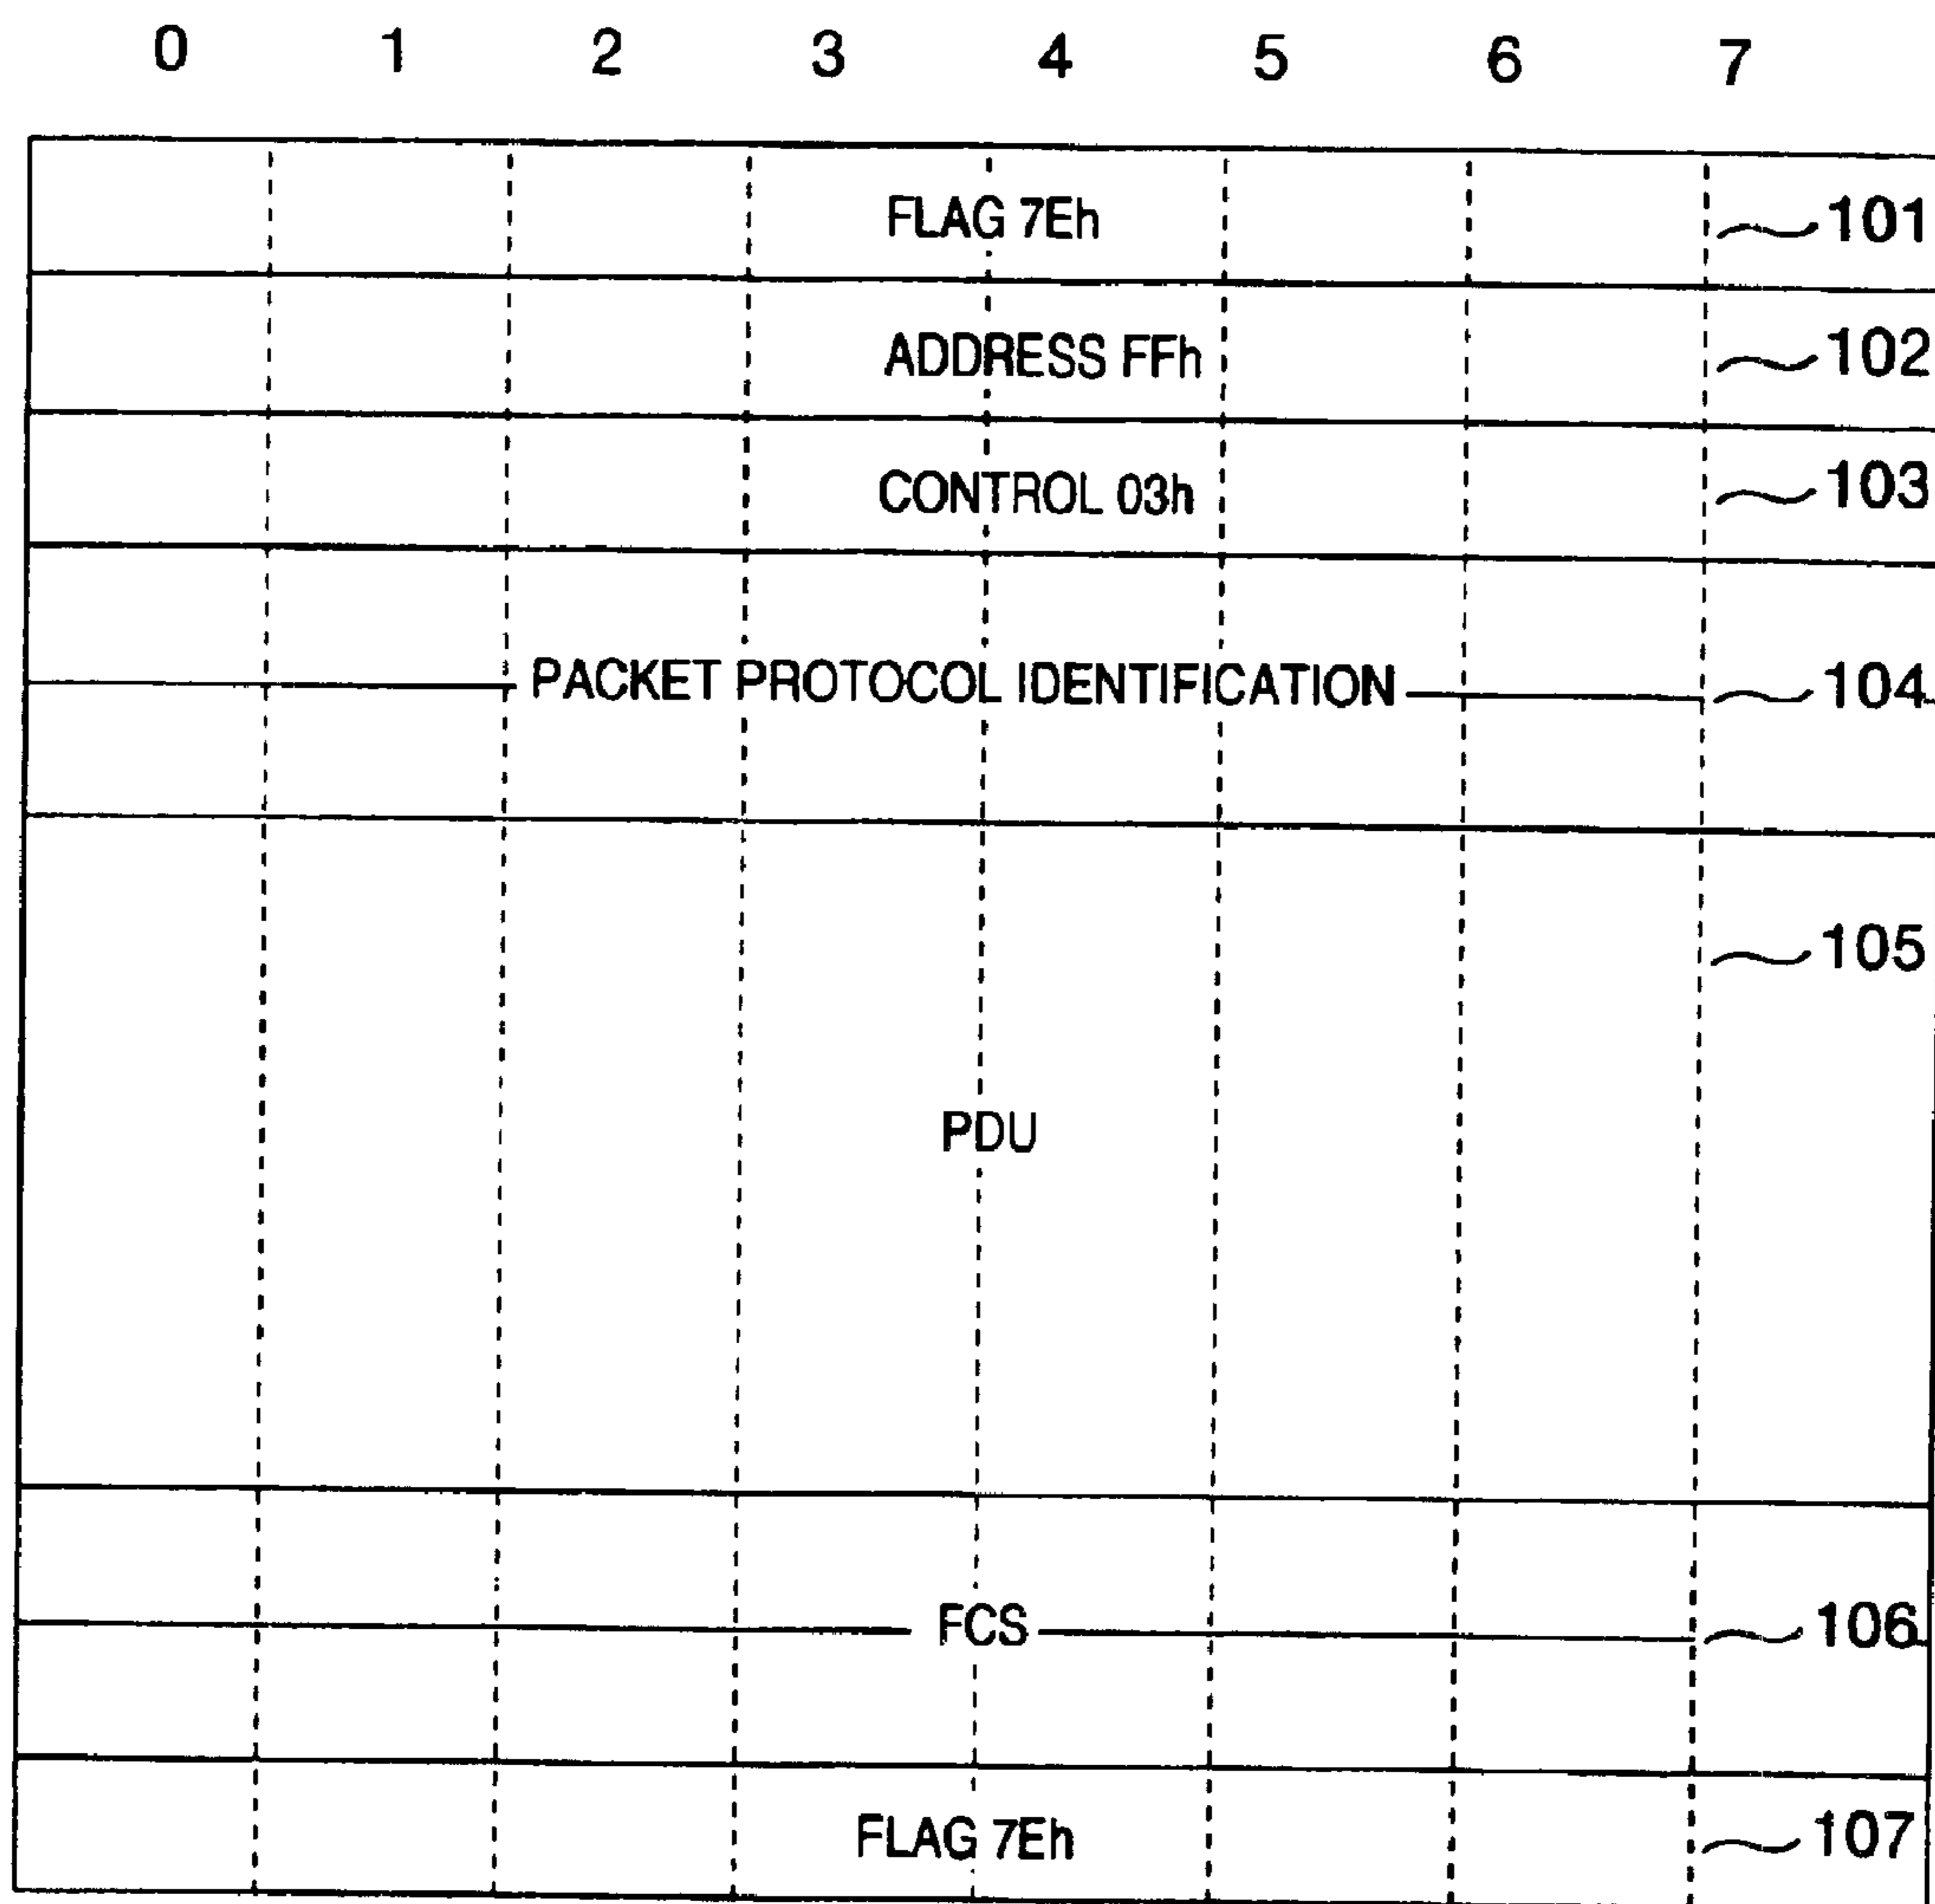 0 1 2 3 4 5 6 7
FLAG 7Eh 101
ADDRESS FFh 102
CONTROL 03h 103
PACKET PROTOCOL IDENTIFICATION 104
105
PDU
FCS 106
FLAG 7Eh 107